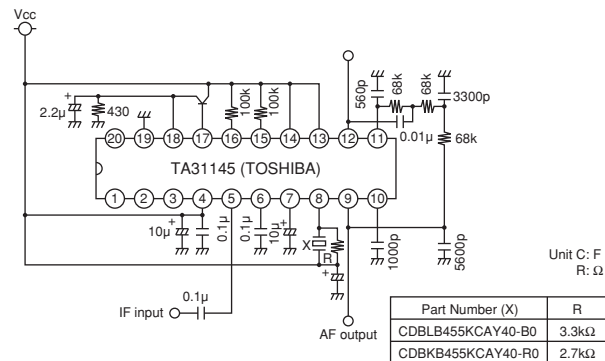 Vcc
2.2μ
+
430
100k
100k
560p
68k
68k
3300p
0.01μ
68k
20 19 18 17 16 15 14 13 12 11
TA31145 (TOSHIBA)
1 2 3 4 5 6 7 8 9 10
10μ
+
0.1μ
0.1μ
10μ
+
X
R
+
1000p
5600p
0.1μ
IF input
AF output
Unit C: F
R: Ω
Part Number (X) R
CDBLB455KCAY40-B0 3.3kΩ
CDBKB455KCAY40-R0 2.7kΩ